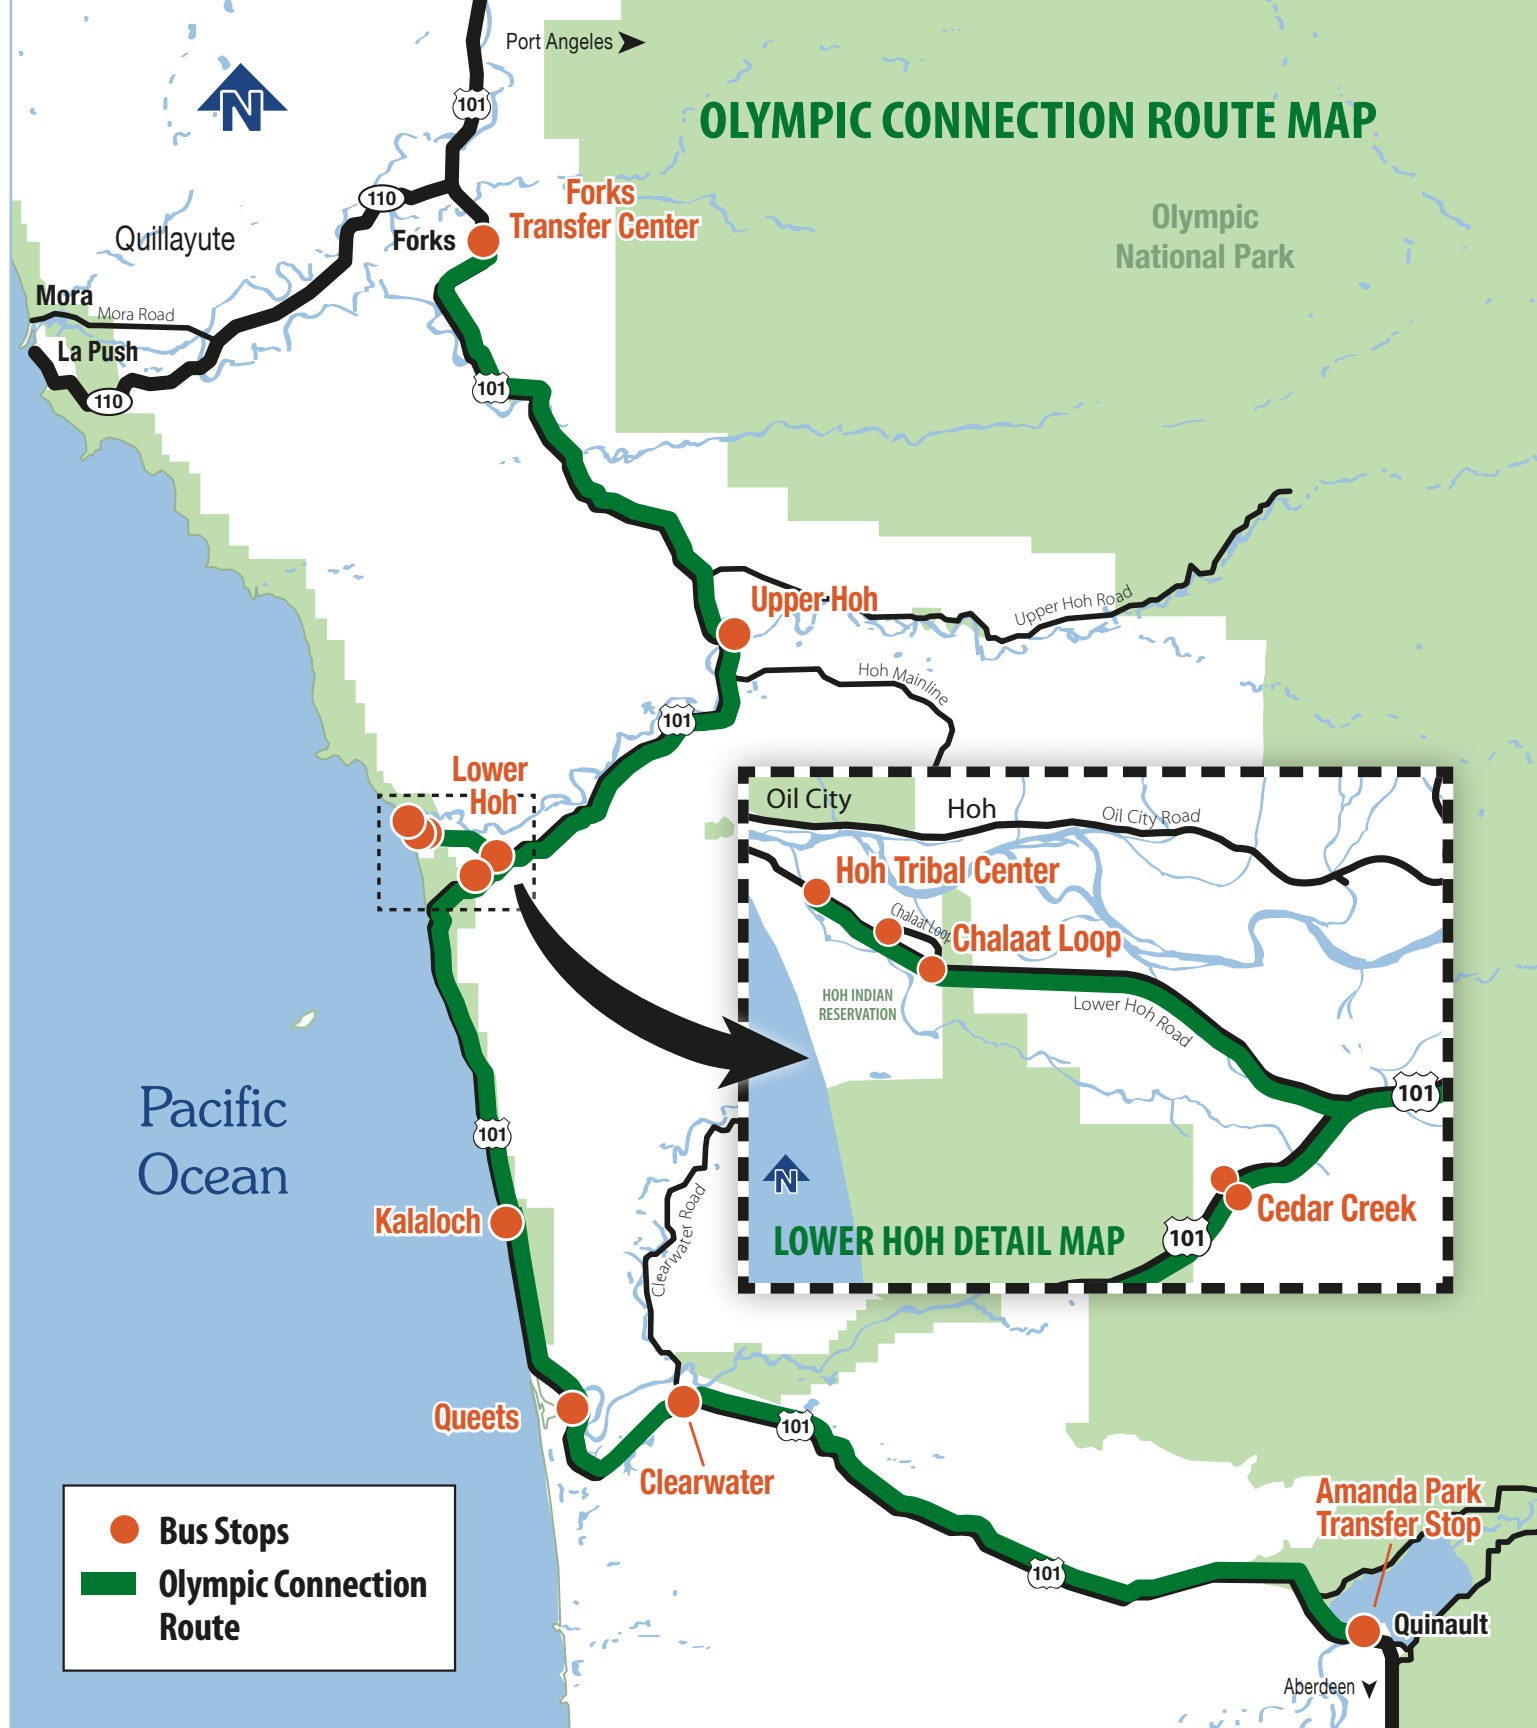 Port Angeles
N
101
OLYMPIC CONNECTION ROUTE MAP
110
Forks
Transfer Center
Olympic
National Park
Quillayute
Forks
Mora
Mora Road
La Push
101
110
Upper Hoh
Upper Hoh Road
Hoh Mainline
101
Lower
Hoh
Oil City
Hoh
Oil City Road
Hoh Tribal Center
Chalaat Loop
Chalaat Loop
HOH INDIAN
RESERVATION
Lower Hoh Road
101
N
Cedar Creek
101
LOWER HOH DETAIL MAP
Pacific
Ocean
101
Kalaloch
Clearwater Road
Queets
101
Clearwater
Amanda Park
Transfer Stop
101
Quinault
Aberdeen
Bus Stops
Olympic Connection
Route